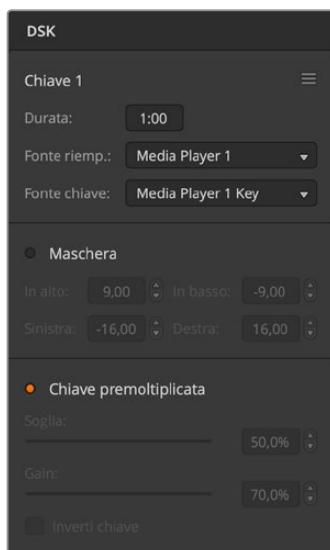 DSK
Chiave 1
Durata: 1:00
Fonte riemp.: Media Player 1
Fonte chiave: Media Player 1 Key
Maschera
In alto: 9,00 In basso: -9,00
Sinistra: -16,00 Destra: 16,00
Chiave premoltiplicata
Soglia:
50,0%
Gain:
70,0%
Inverti chiave